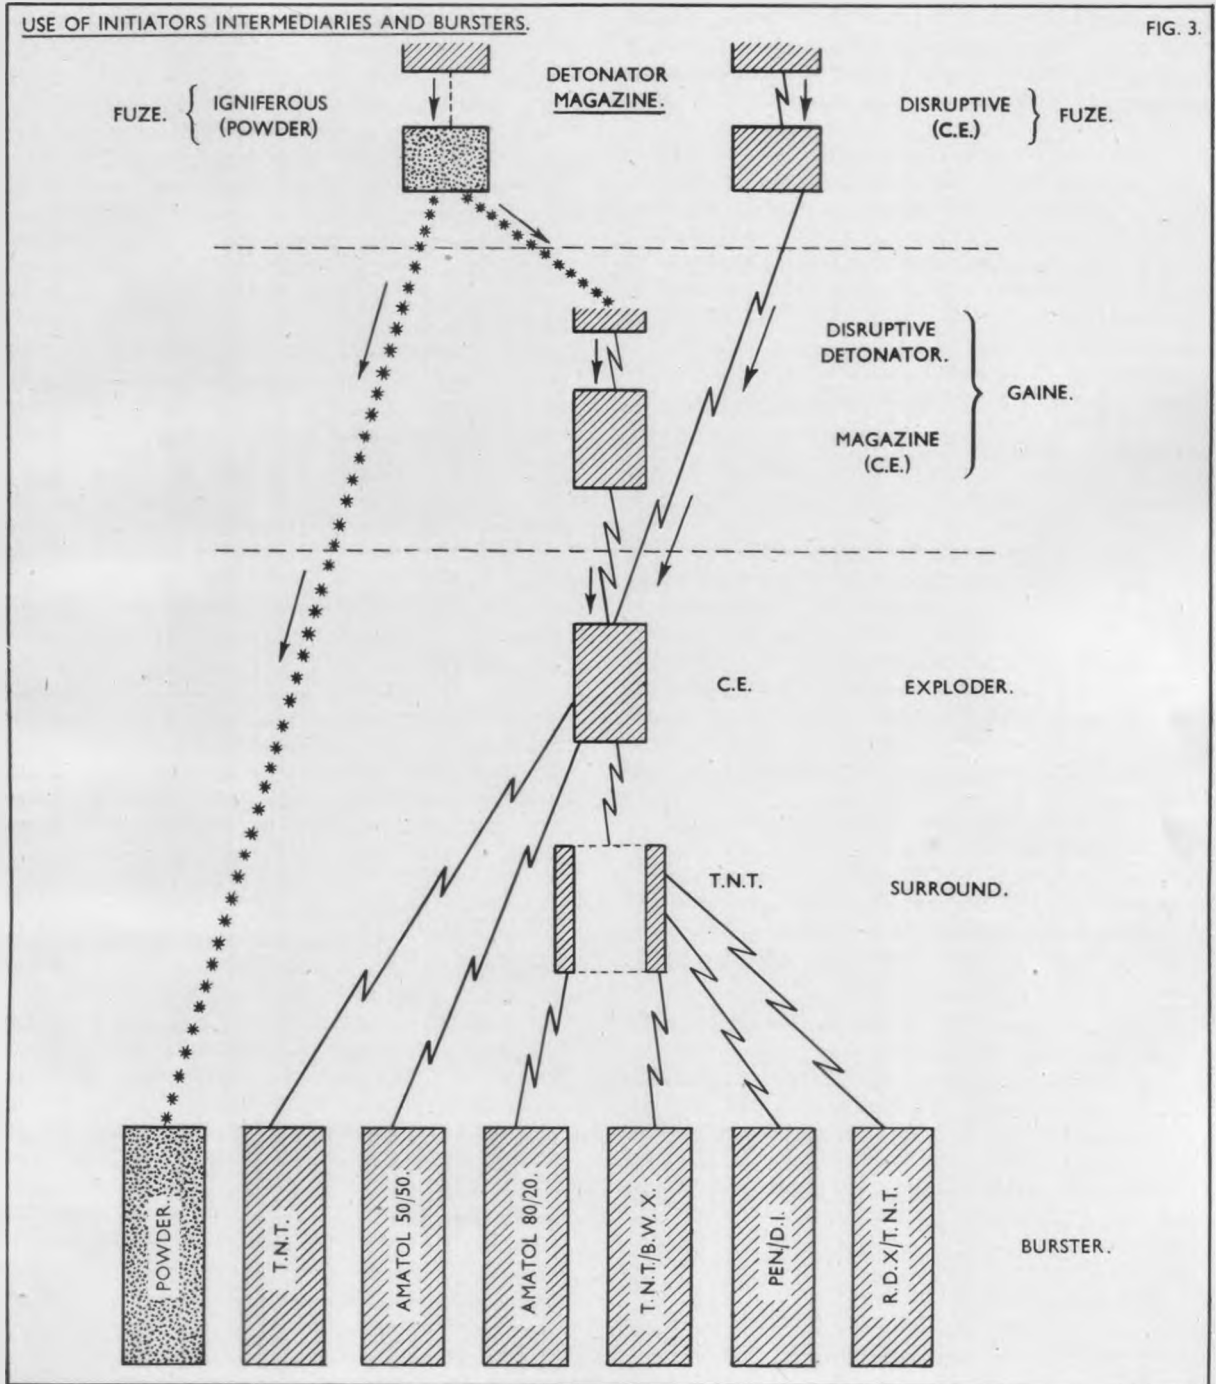 USE OF INITIATORS INTERMEDIARIES AND BURSTERS.
FIG. 3.
FUZE.
IGNIFEROUS
(POWDER)
DETONATOR
MAGAZINE.
DISRUPTIVE
(C.E.)
FUZE.
DISRUPTIVE
DETONATOR.
MAGAZINE
(C.E.)
GAINE.
C.E.
EXPLODER.
T.N.T.
SURROUND.
POWDER.
T.N.T.
AMATOL 50/50.
AMATOL 80/20.
T.N.T/B.W. X.
PEN/D.I.
R.D.X/T.N.T.
BURSTER.